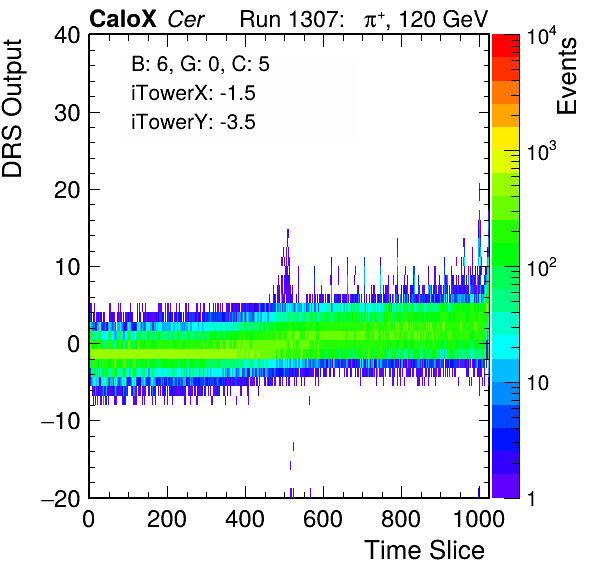 CaloX Cer Run 1307: π⁺, 120 GeV
B: 6, G: 0, C: 5
iTowerX: -1.5
iTowerY: -3.5
DRS Output
40
30
20
10
0
−10
−20
0 200 400 600 800 1000
Time Slice
Events
10⁴
10³
10²
10
1